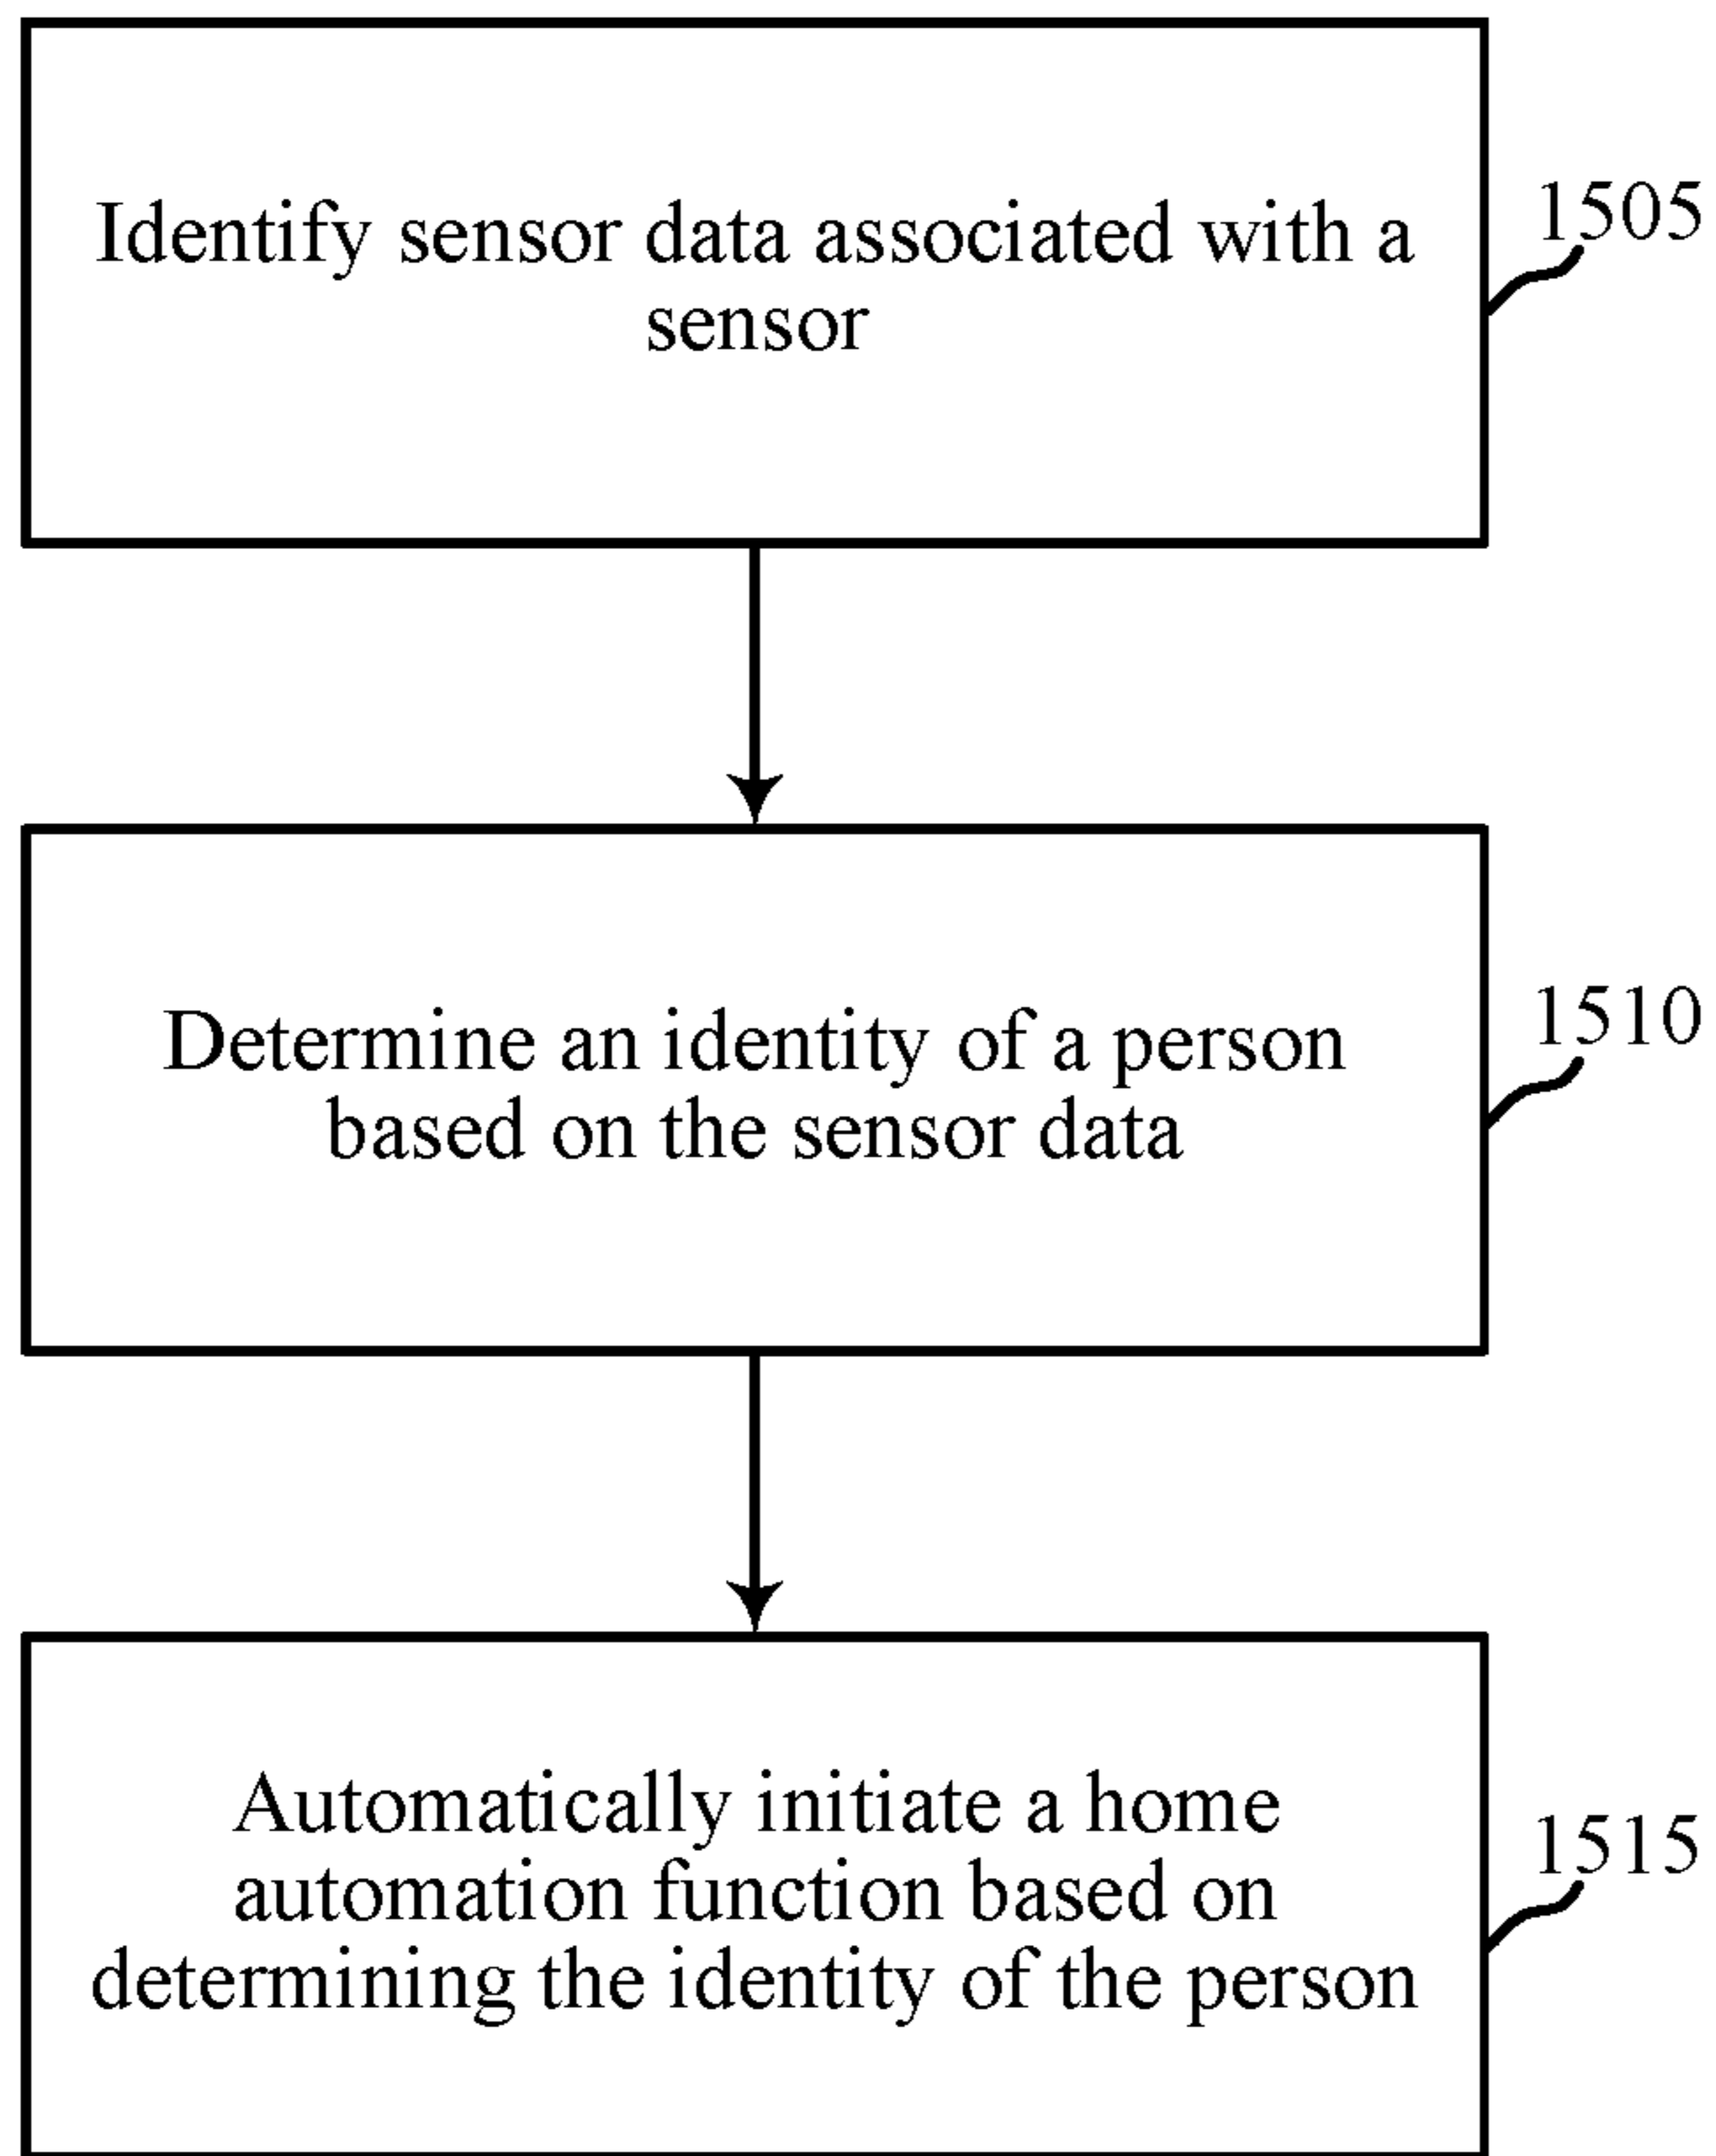 Identify sensor data associated with a
sensor
1505
Determine an identity of a person
based on the sensor data
1510
Automatically initiate a home
automation function based on
determining the identity of the person
1515